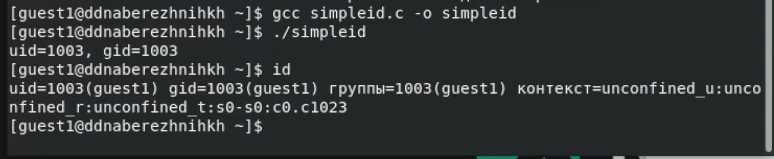 [guest1@ddnaberezhnihkh ~]$ gcc simpleid.c -o simpleid
[guest1@ddnaberezhnihkh ~]$ ./simpleid
uid=1003, gid=1003
[guest1@ddnaberezhnihkh ~]$ id
uid=1003(guest1) gid=1003(guest1) группы=1003(guest1) контекст=unconfined_u:unco
nfined_r:unconfined_t:s0-s0:c0.c1023
[guest1@ddnaberezhnihkh ~]$